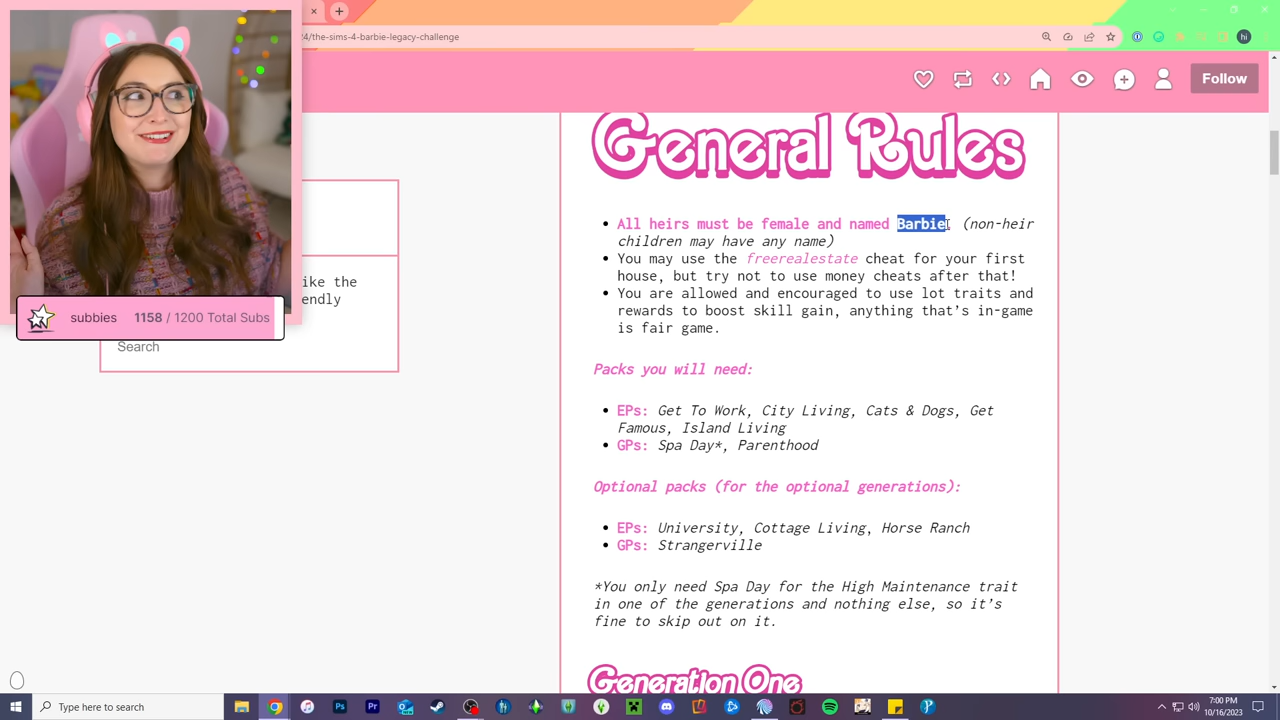 24/the-sims-4-barbie-legacy-challenge
hi
Follow
General Rules
• All heirs must be female and named Barbie. (non-heir
children may have any name)
• You may use the freerealestate cheat for your first
house, but try not to use money cheats after that!
• You are allowed and encouraged to use lot traits and
rewards to boost skill gain, anything that's in-game
is fair game.
ike the
endly
subbies 1158 / 1200 Total Subs
Search
Packs you will need:
• EPs: Get To Work, City Living, Cats & Dogs, Get
Famous, Island Living
• GPs: Spa Day*, Parenthood
Optional packs (for the optional generations):
• EPs: University, Cottage Living, Horse Ranch
• GPs: Strangerville
*You only need Spa Day for the High Maintenance trait
in one of the generations and nothing else, so it's
fine to skip out on it.
Generation One
Type here to search
Ps
Pr
7:00 PM
10/16/2023